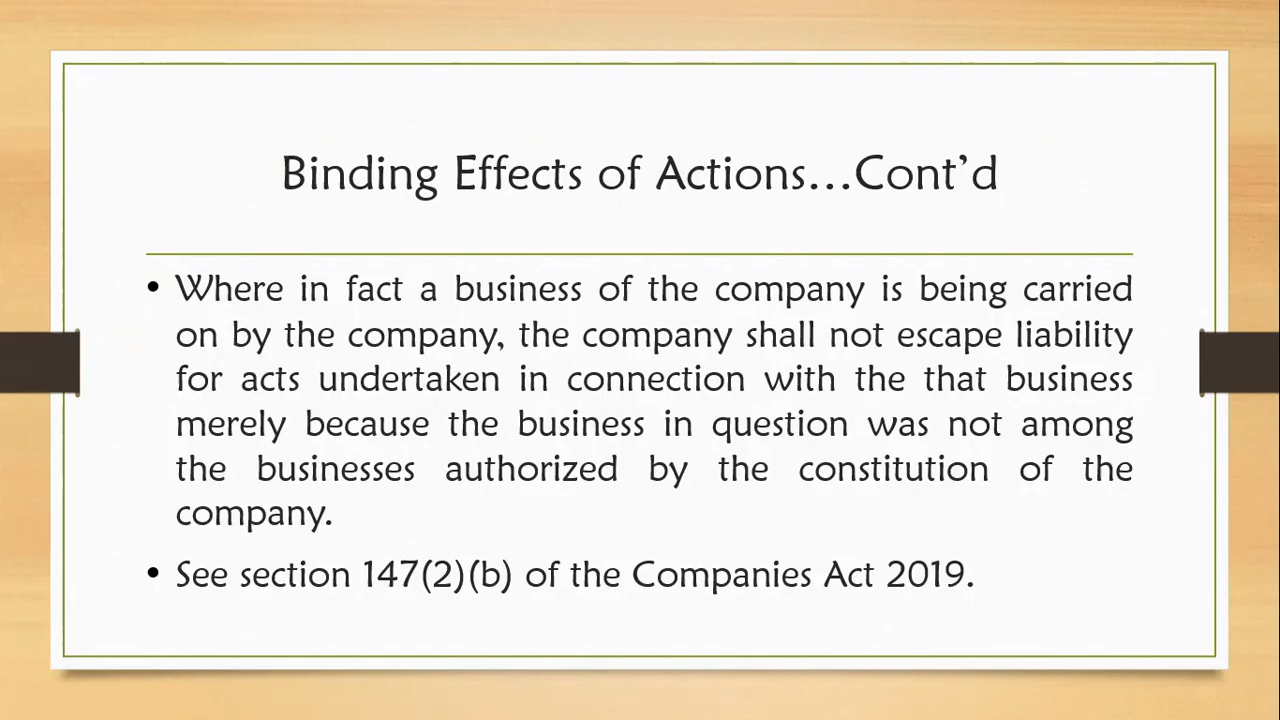 Binding Effects of Actions...Cont’d
• Where in fact a business of the company is being carried
on by the company, the company shall not escape liability
for acts undertaken in connection with the that business
merely because the business in question was not among
the businesses authorized by the constitution of the
company.
• See section 147(2)(b) of the Companies Act 2019.